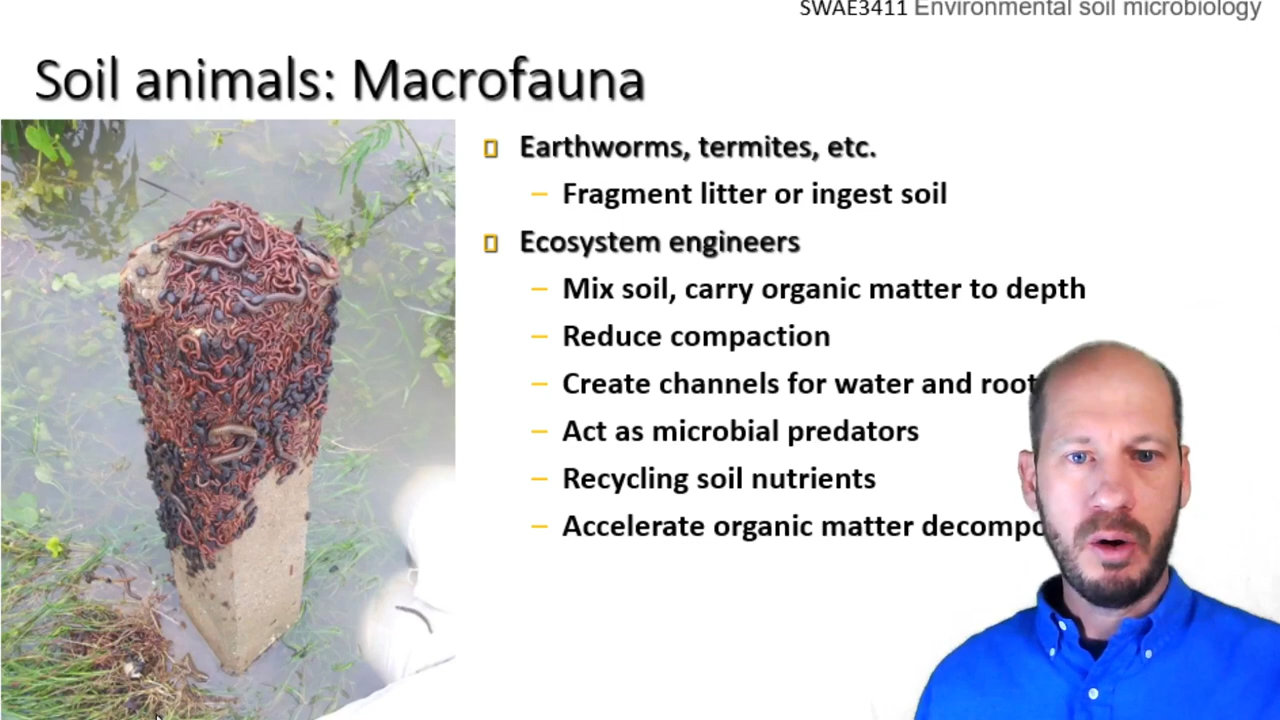 SWAE3411 Environmental soil microbiology
Soil animals: Macrofauna
Earthworms, termites, etc.
– Fragment litter or ingest soil
Ecosystem engineers
– Mix soil, carry organic matter to depth
– Reduce compaction
– Create channels for water and root
– Act as microbial predators
– Recycling soil nutrients
– Accelerate organic matter decompo